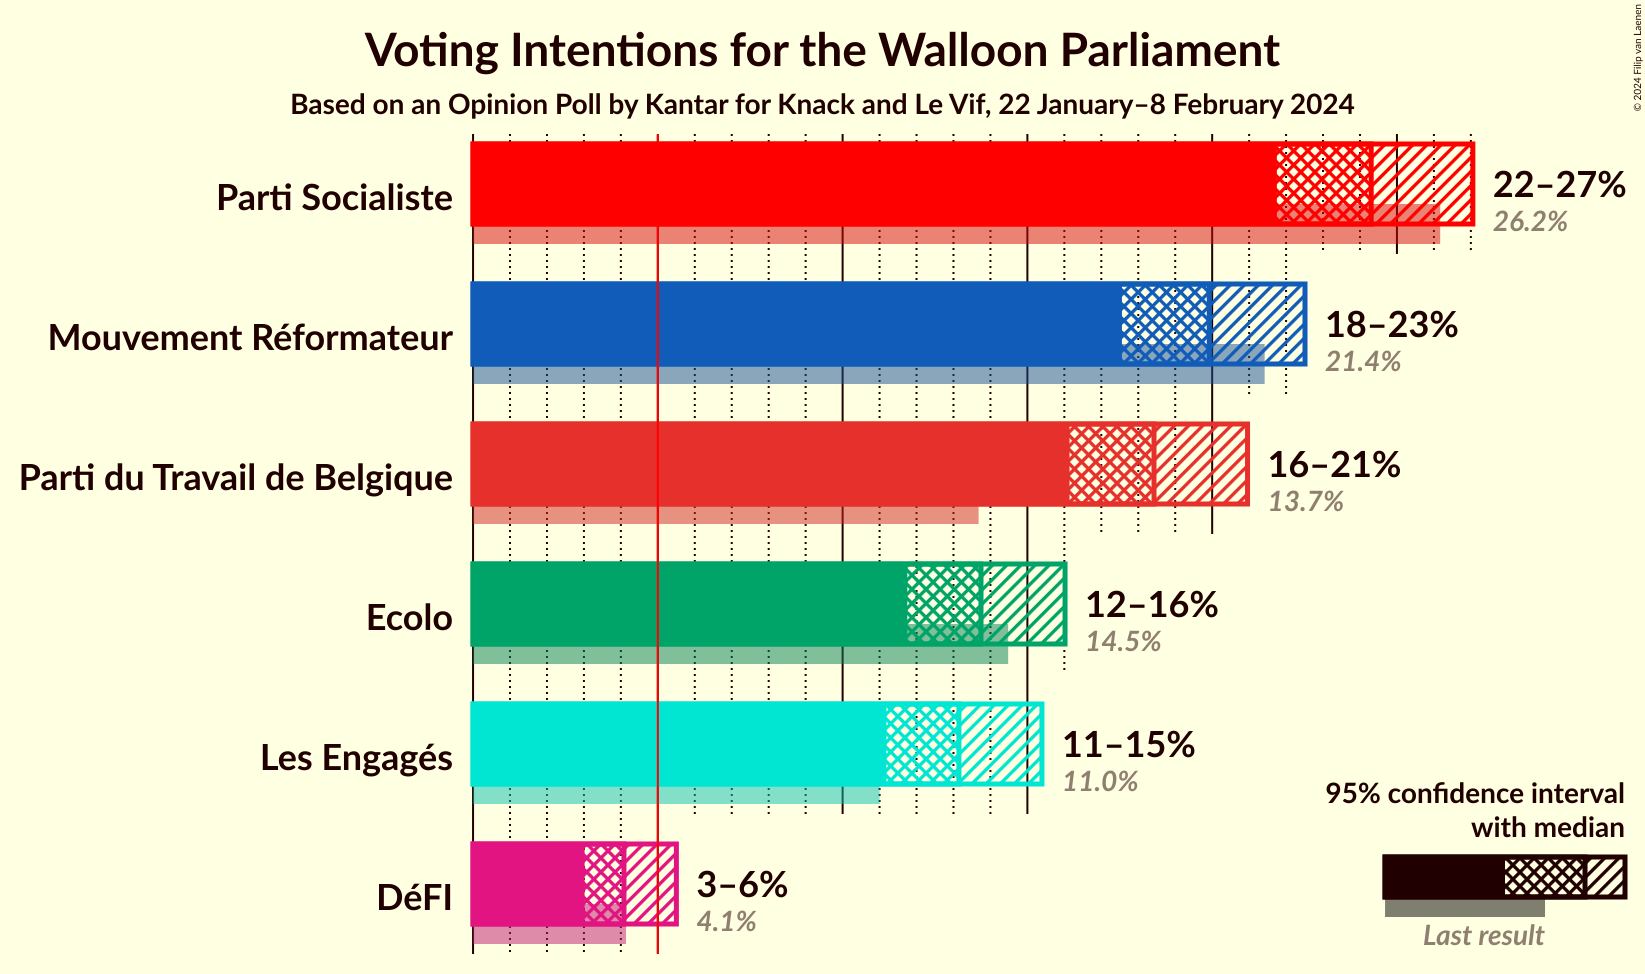 Voting Intentions for the Walloon Parliament
Based on an Opinion Poll by Kantar for Knack and Le Vif, 22 January–8 February 2024
© 2024 Filip van Laenen
Parti Socialiste
22–27%
26.2%
Mouvement Réformateur
18–23%
21.4%
Parti du Travail de Belgique
16–21%
13.7%
Ecolo
12–16%
14.5%
Les Engagés
11–15%
11.0%
DéFI
3–6%
4.1%
95% confidence interval
with median
Last result